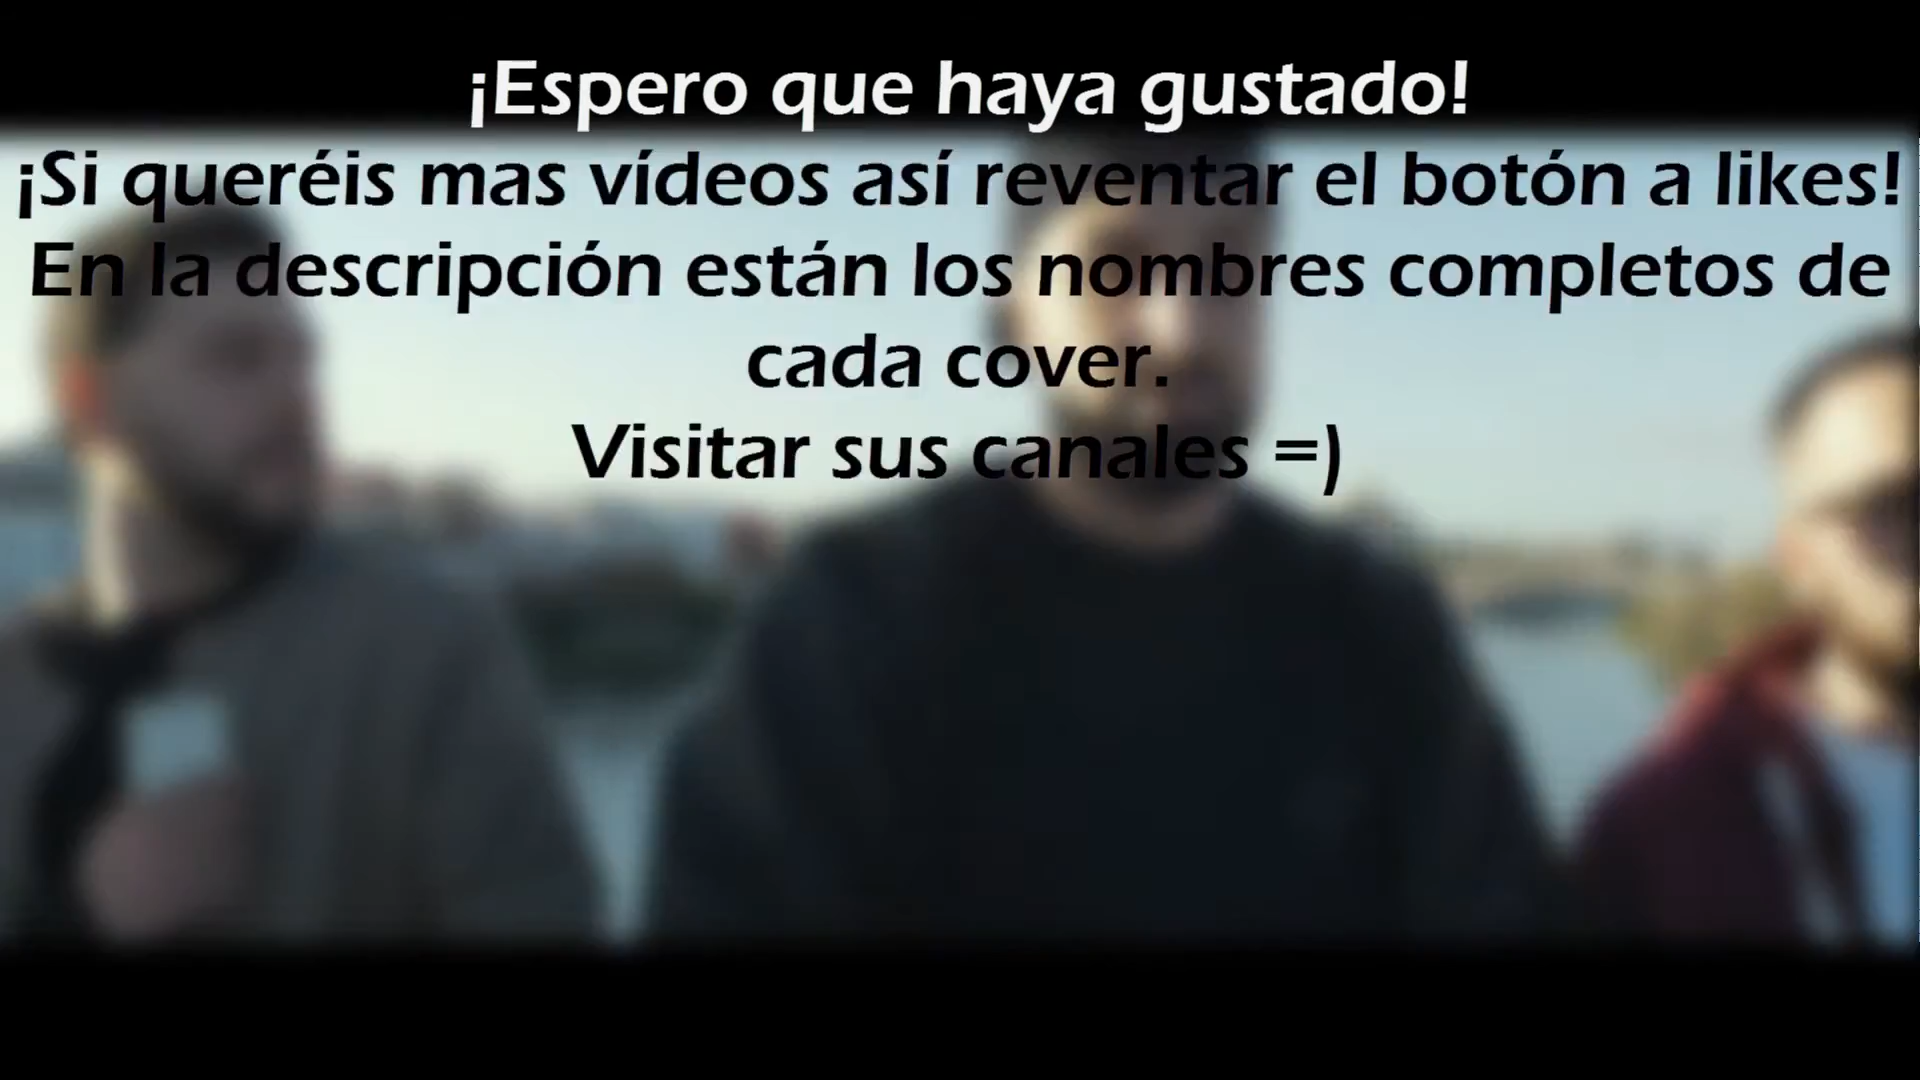 ¡Espero que haya gustado!
¡Si queréis mas vídeos así reventar el botón a likes!
En la descripción están los nombres completos de
cada cover.
Visitar sus canales =)